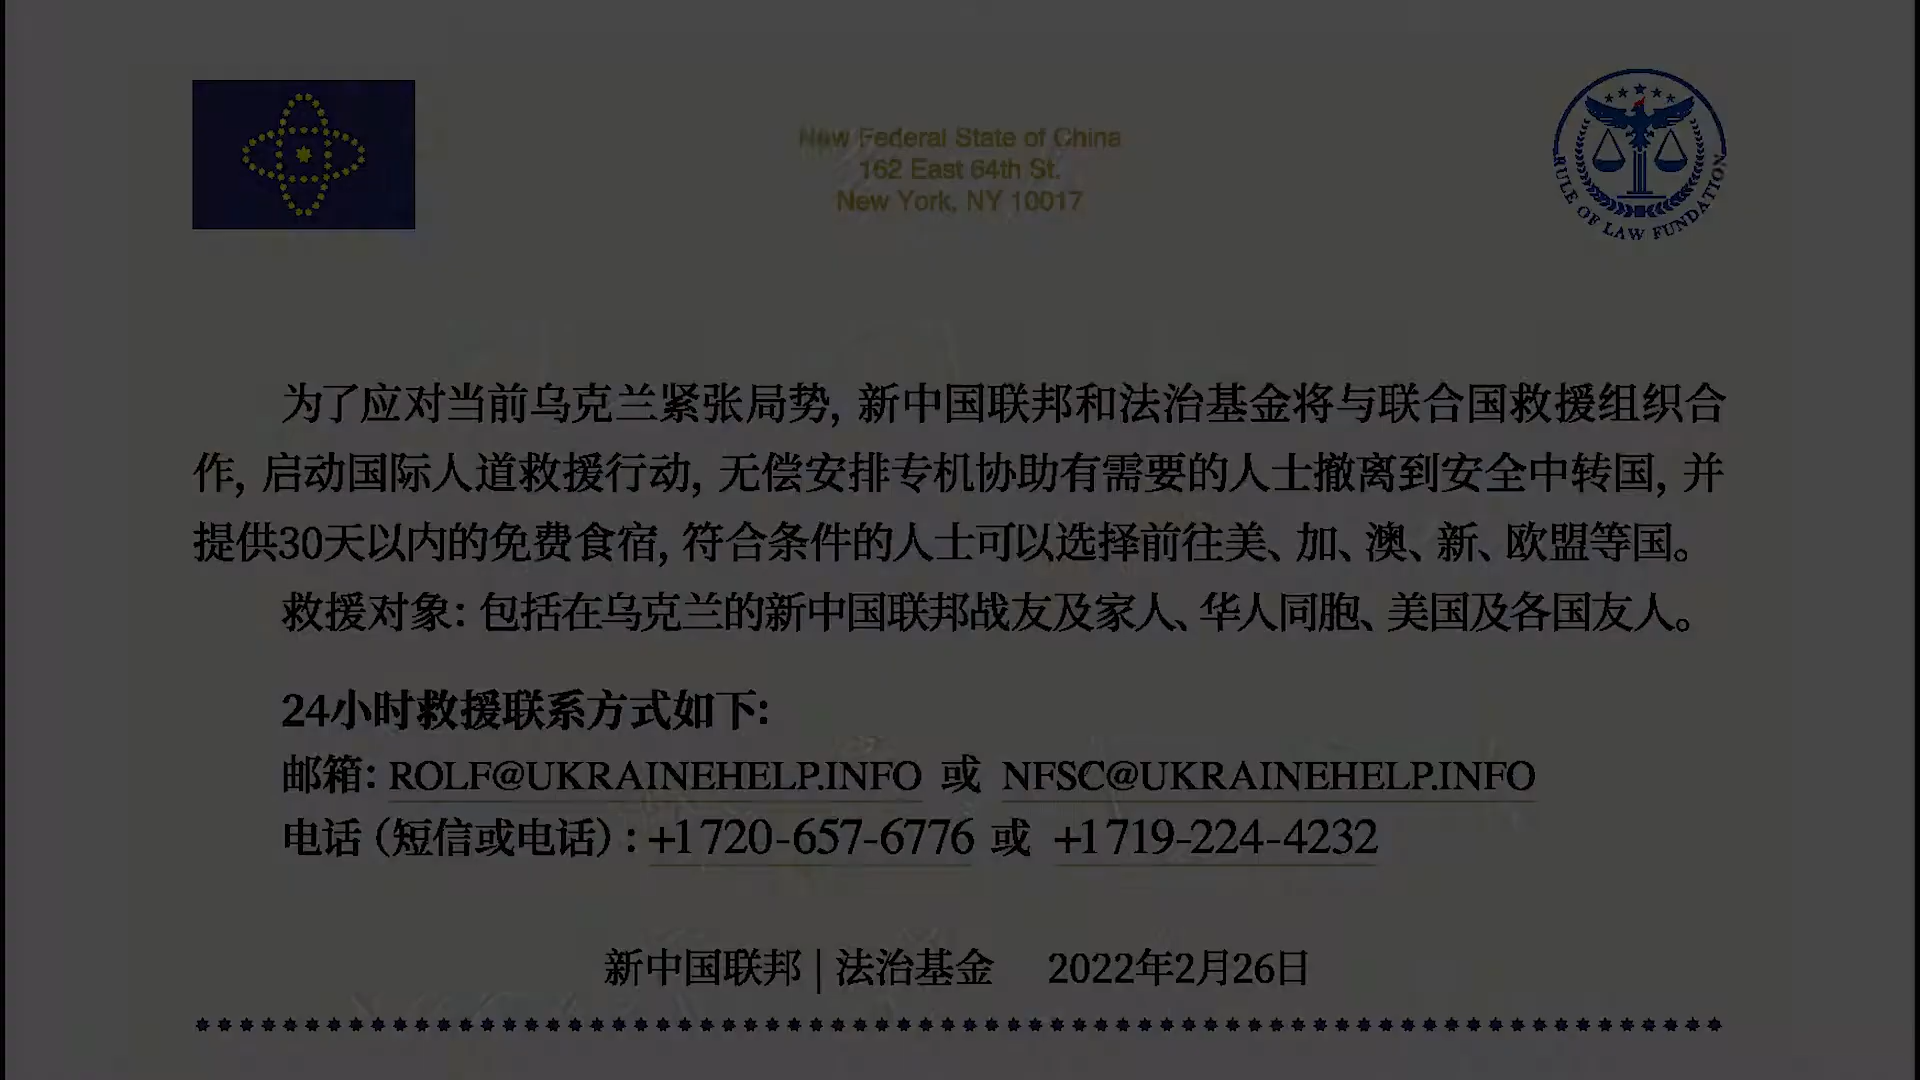 New Federal State of China
162 East 64th St.
New York, NY 10017
RULE OF LAW FUNDATION
为了应对当前乌克兰紧张局势, 新中国联邦和法治基金将与联合国救援组织合
作, 启动国际人道救援行动, 无偿安排专机协助有需要的人士撤离到安全中转国, 并
提供30天以内的免费食宿, 符合条件的人士可以选择前往美、加、澳、新、欧盟等国。
救援对象: 包括在乌克兰的新中国联邦战友及家人、华人同胞、美国及各国友人。
24小时救援联系方式如下:
邮箱: ROLF@UKRAINEHELP.INFO 或 NFSC@UKRAINEHELP.INFO
电话 (短信或电话) : +1 720-657-6776 或 +1 719-224-4232
新中国联邦 | 法治基金 2022年2月26日